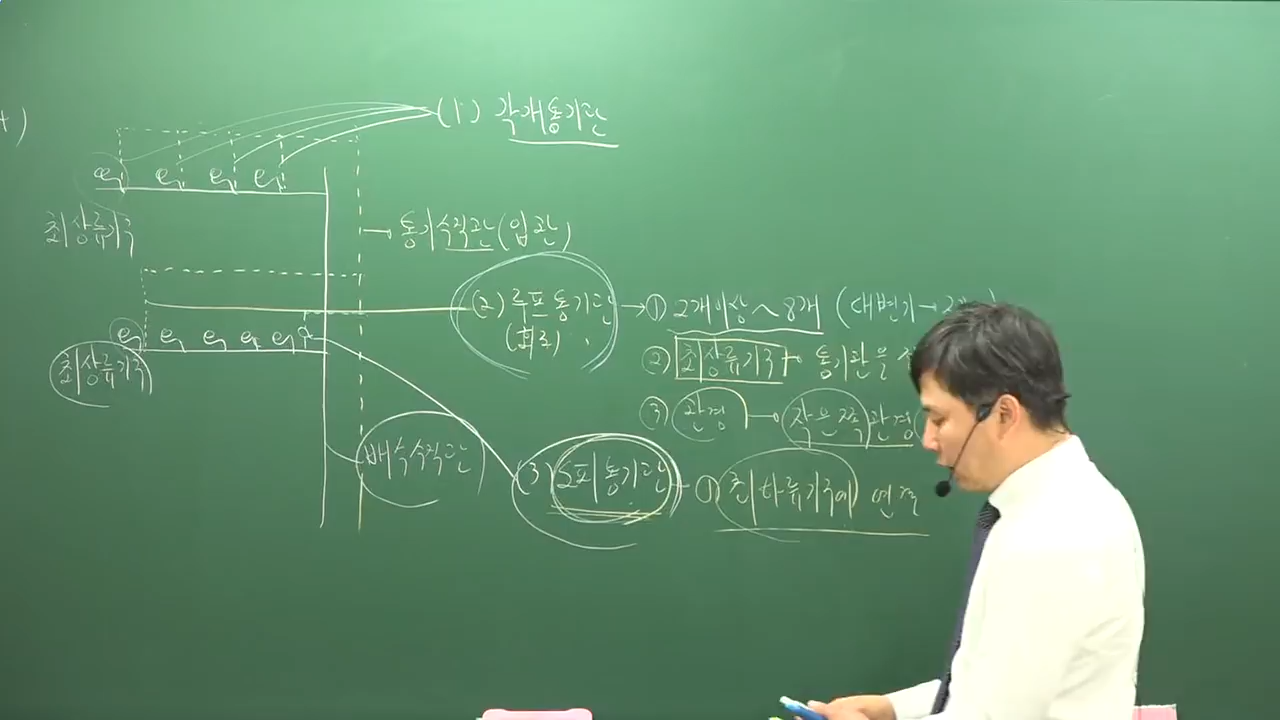 (1) 각개통기관
최상류기구
통기수직관(입관)
(2) 루프통기관 → ① 2개이상 ~ 8개 (대변기 →
(회로)
② 최상류기구 → 통기관은
최상류기구
③ 관경 → 작은쪽 관경
배수수직관
(3) 도피통기관 - ① 최하류기구에 연결